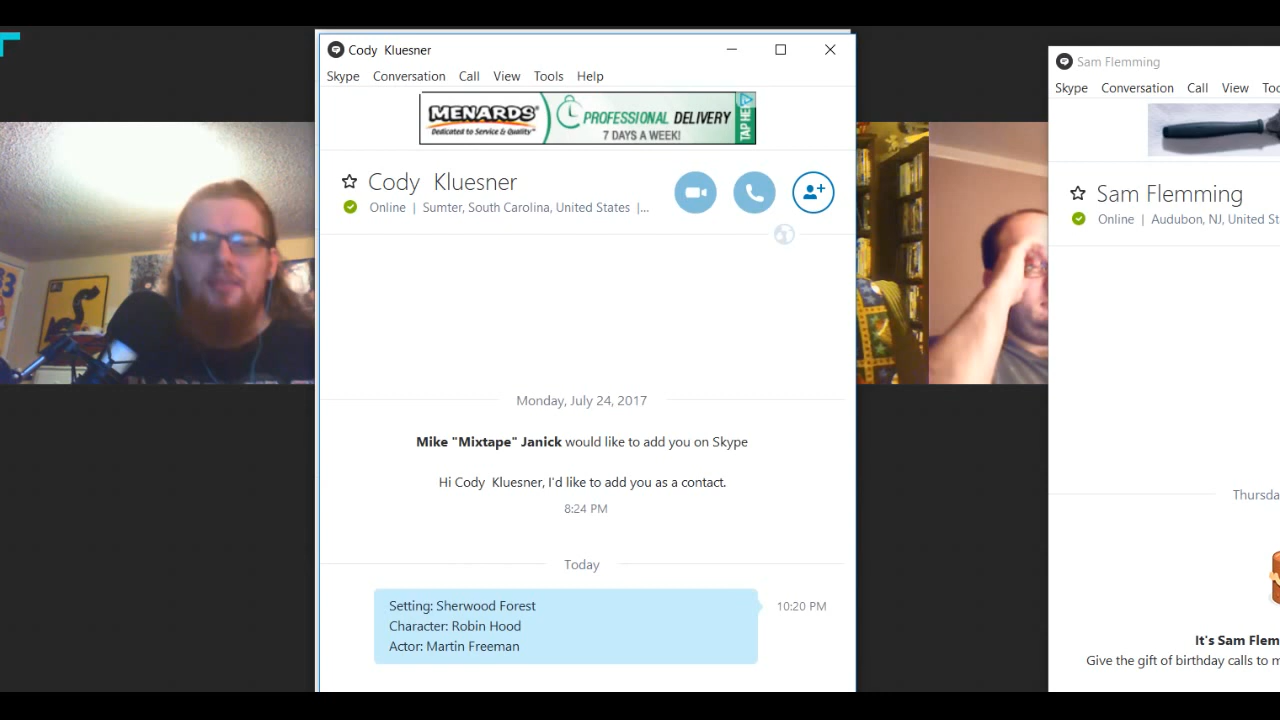 Cody Kluesner
Skype Conversation Call View Tools Help
MENARDS
Dedicated to Service & Quality
PROFESSIONAL DELIVERY
7 DAYS A WEEK!
TAP HE
Cody Kluesner
Online | Sumter, South Carolina, United States |...
Monday, July 24, 2017
Mike "Mixtape" Janick would like to add you on Skype
Hi Cody Kluesner, I'd like to add you as a contact.
8:24 PM
Today
Setting: Sherwood Forest
Character: Robin Hood
Actor: Martin Freeman
10:20 PM
Sam Flemming
Skype Conversation Call View Too
Sam Flemming
Online | Audubon, NJ, United St
Thursda
It's Sam Flem
Give the gift of birthday calls to m